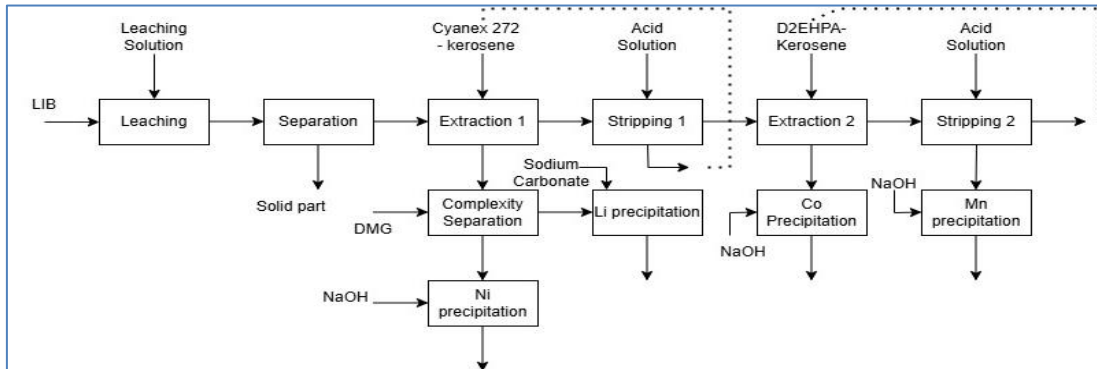 Leaching
Solution
Cyanex 272
- kerosene
Acid
Solution
D2EHPA-
Kerosene
Acid
Solution
LIB
Leaching
Separation
Extraction 1
Stripping 1
Extraction 2
Stripping 2
Solid part
Sodium
Carbonate
DMG
Complexity
Separation
Li precipitation
NaOH
Co
Precipitation
NaOH
Mn
precipitation
NaOH
Ni
precipitation